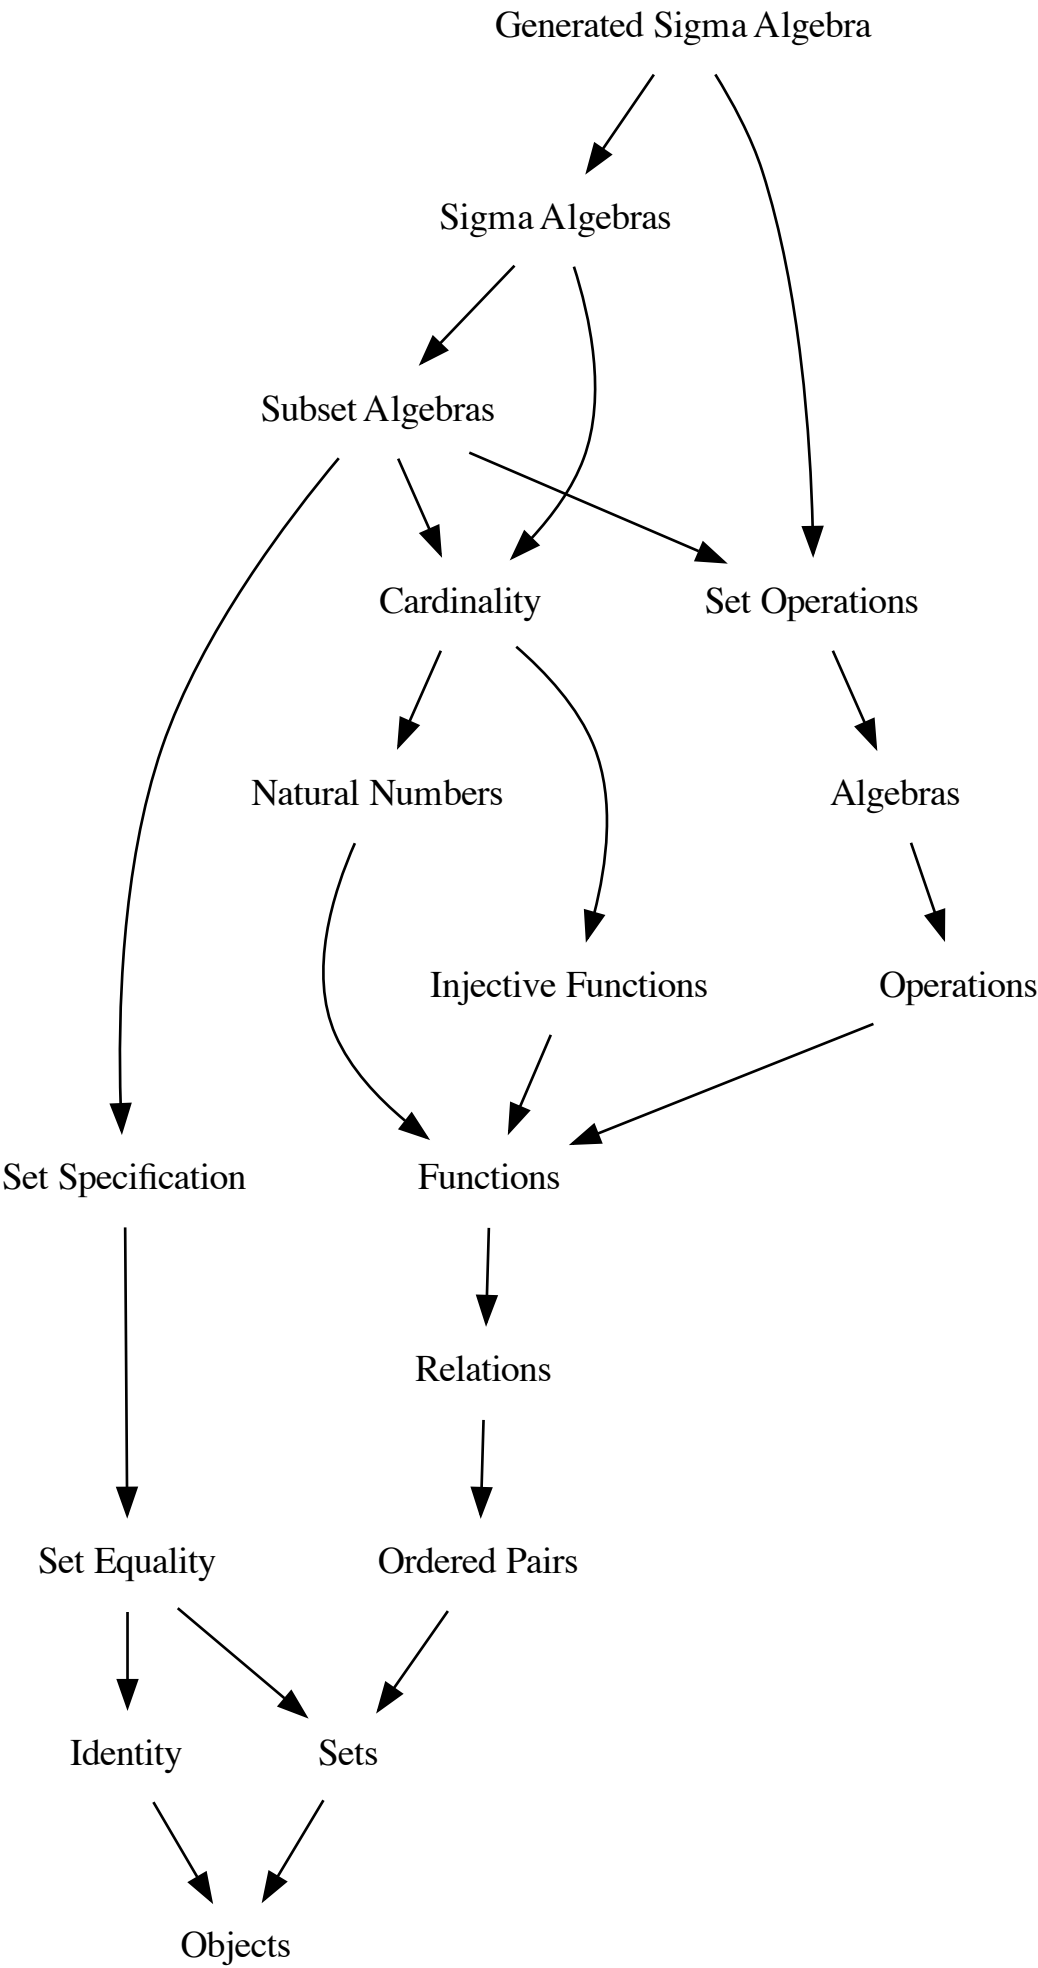 Generated Sigma Algebra
Sigma Algebras
Subset Algebras
Cardinality
Set Operations
Natural Numbers
Algebras
Injective Functions
Operations
Set Specification
Functions
Relations
Set Equality
Ordered Pairs
Identity
Sets
Objects